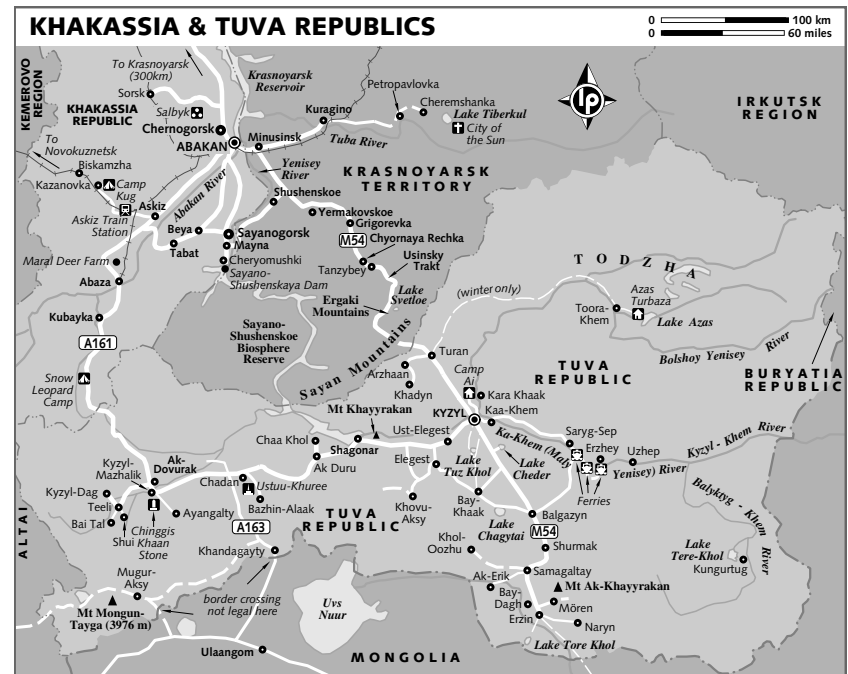 KHAKASSIA & TUVA REPUBLICS
0 100 km
0 60 miles
To Krasnoyarsk
(300km)
Krasnoyarsk
Reservoir
KEMEROVO
REGION
Sorsk
KHAKASSIA
REPUBLIC
Salbyk
Chernogorsk
ABAKAN
Minusinsk
Kuragino
Petropavlovka
Cheremshanka
Lake Tiberkul
City of
the Sun
Tuba River
lp
IRKUTSK
REGION
To
Novokuznetsk
Biskamzha
Kazanovka
Camp
Kug
Askiz Train
Station
Askiz
Abakan River
Yenisey
River
KRASNOYARSK
TERRITORY
Shushenskoe
Yermakovskoe
Grigorevka
M54
Chyornaya Rechka
Beya
Tabat
Sayanogorsk
Mayna
Cheryomushki
Sayano-
Shushenskaya Dam
Tanzybey
Usinsky
Trakt
Maral Deer Farm
Abaza
Lake
Svetloe
Ergaki
Mountains
(winter only)
TODZHA
Azas
Turbaza
Toora-
Khem
Lake Azas
Kubayka
A161
Sayano-
Shushenskoe
Biosphere
Reserve
Sayan Mountains
Bolshoy Yenisey River
BURYATIA
REPUBLIC
Turan
Arzhaan
Khadyn
TUVA
REPUBLIC
Snow
Leopard
Camp
Camp
Ai
Kara Khaak
Mt Khayyrakan
KYZYL
Kaa-Khem
Saryg-Sep
Chaa Khol
Shagonar
Ust-Elegest
Ka-Khem (Maly Yenisey) River
Erzhey
Uzhep
Kyzyl - Khem River
Ak-
Dovurak
Kyzyl-
Mazhalik
Ak Duru
Elegest
Lake
Tuz Khol
Lake
Cheder
Ferries
Kyzyl-Dag
Chadan
Ustuu-Khuree
Bazhin-Alaak
Teeli
Bai Tal
Shui
Chinggis
Khaan
Stone
Ayangalty
Khovu-
Aksy
Bay-
Khaak
Balgazyn
Balyktyg - Khem River
ALTAI
A163
TUVA
REPUBLIC
Lake
Chagytai
M54
Khandagayty
Khol-
Oozhu
Shurmak
Lake
Tere-Khol
Kungurtug
Mugur-
Aksy
Samagaltay
Ak-Erik
Mt Ak-Khayyrakan
border crossing
not legal here
Uvs
Nuur
Bay-
Dagh
Mören
Mt Mongun-
Tayga (3976 m)
Erzin
Naryn
Ulaangom
MONGOLIA
Lake Tore Khol